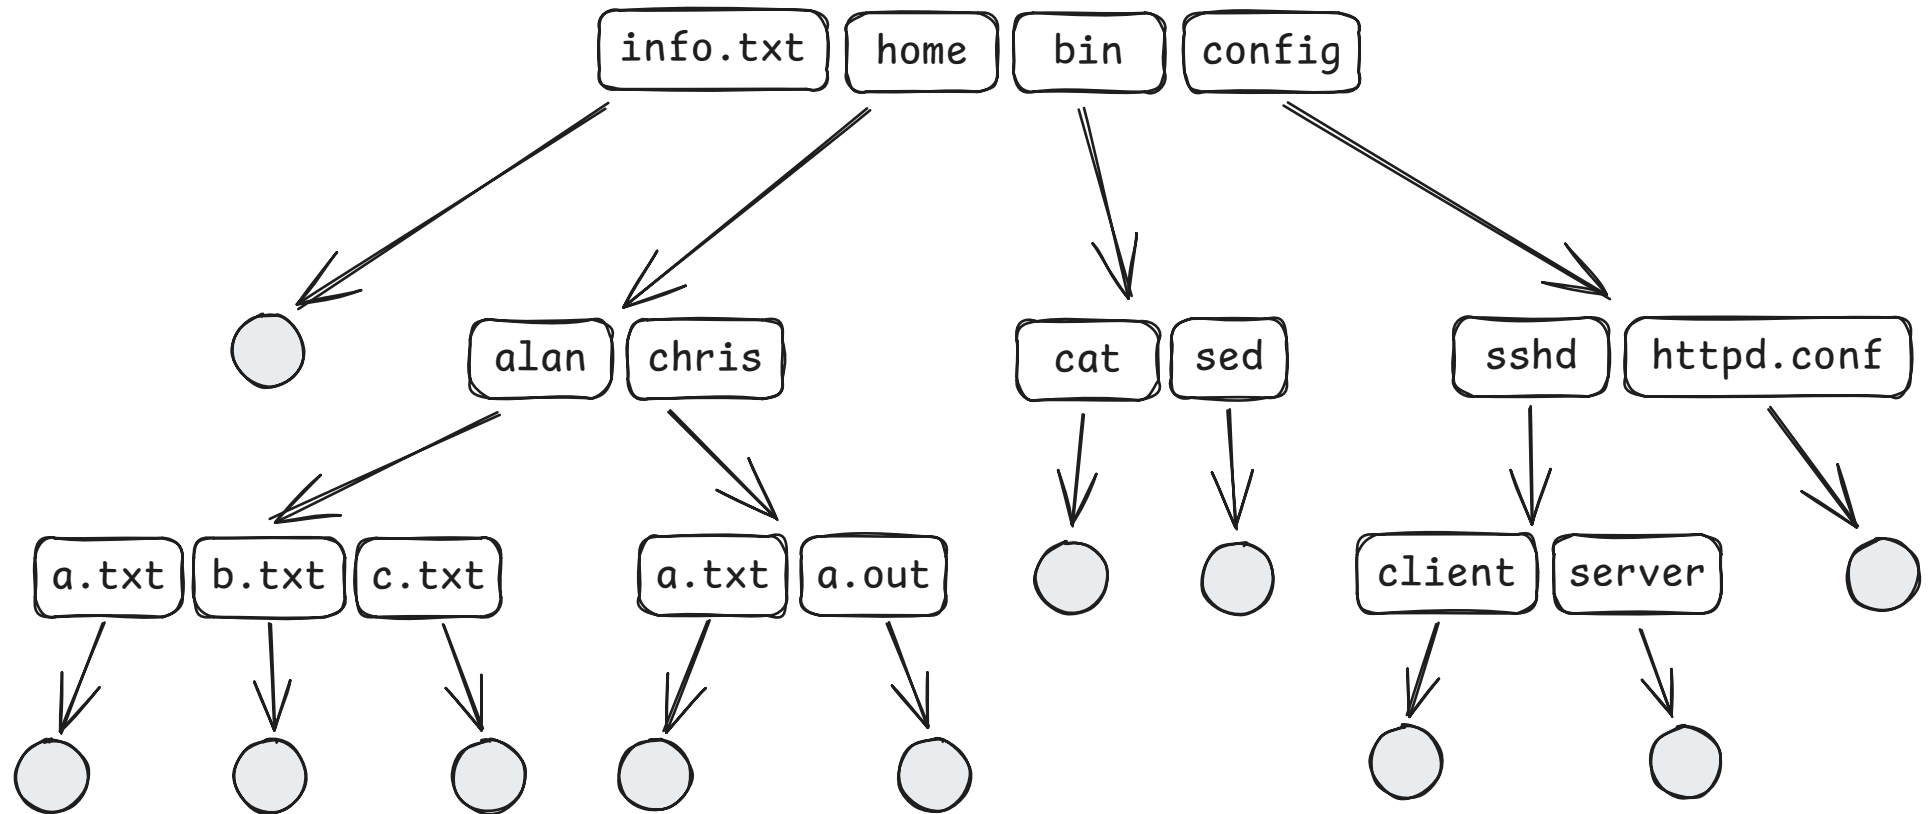 info.txt home bin config
alan chris cat sed sshd httpd.conf
a.txt b.txt c.txt a.txt a.out client server